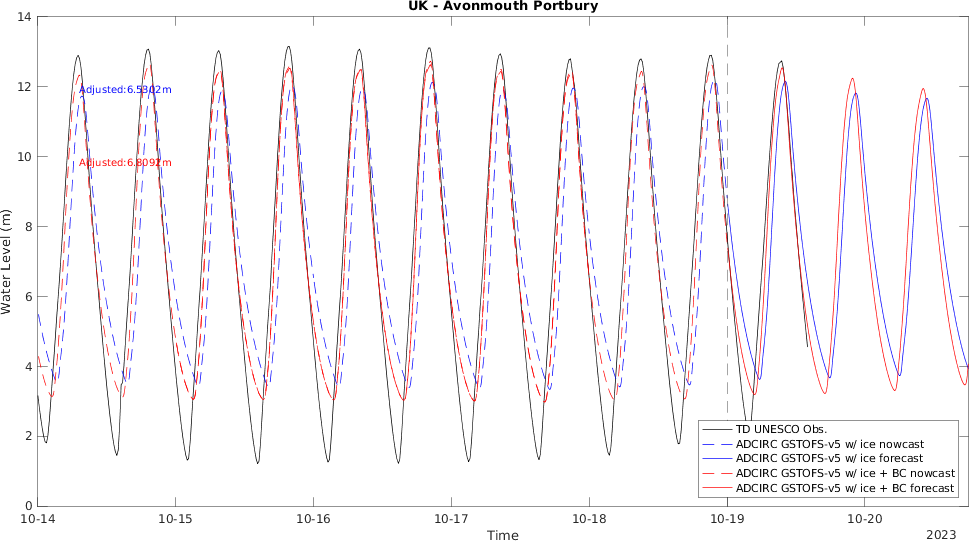 UK - Avonmouth Portbury
14
12
10
8
6
4
2
0
Water Level (m)
Adjusted:6.5302m
Adjusted:6.8092m
TD UNESCO Obs.
ADCIRC GSTOFS-v5 w/ ice nowcast
ADCIRC GSTOFS-v5 w/ ice forecast
ADCIRC GSTOFS-v5 w/ ice + BC nowcast
ADCIRC GSTOFS-v5 w/ ice + BC forecast
10-14 10-15 10-16 10-17 10-18 10-19 10-20
Time
2023